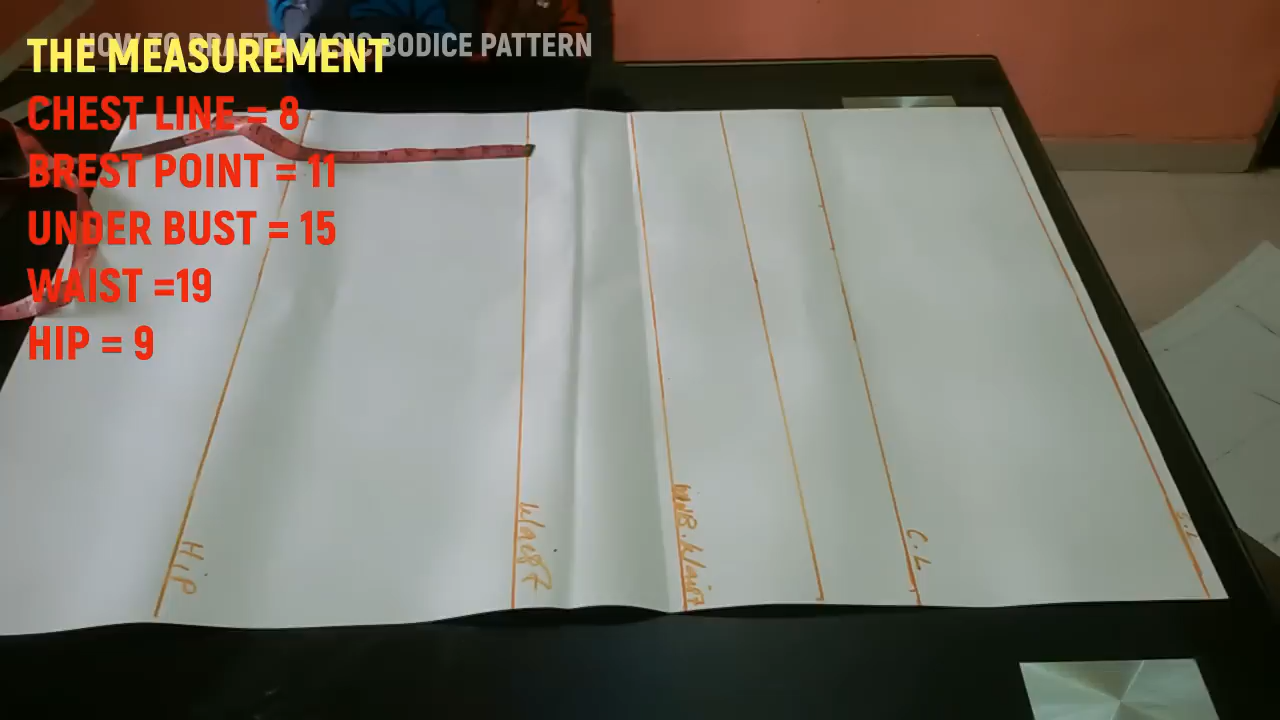 HOW TO DRAFT A BASIC BODICE PATTERN
THE MEASUREMENT
CHEST LINE = 8
BREST POINT = 11
UNDER BUST = 15
WAIST =19
HIP = 9
HiP
C.L